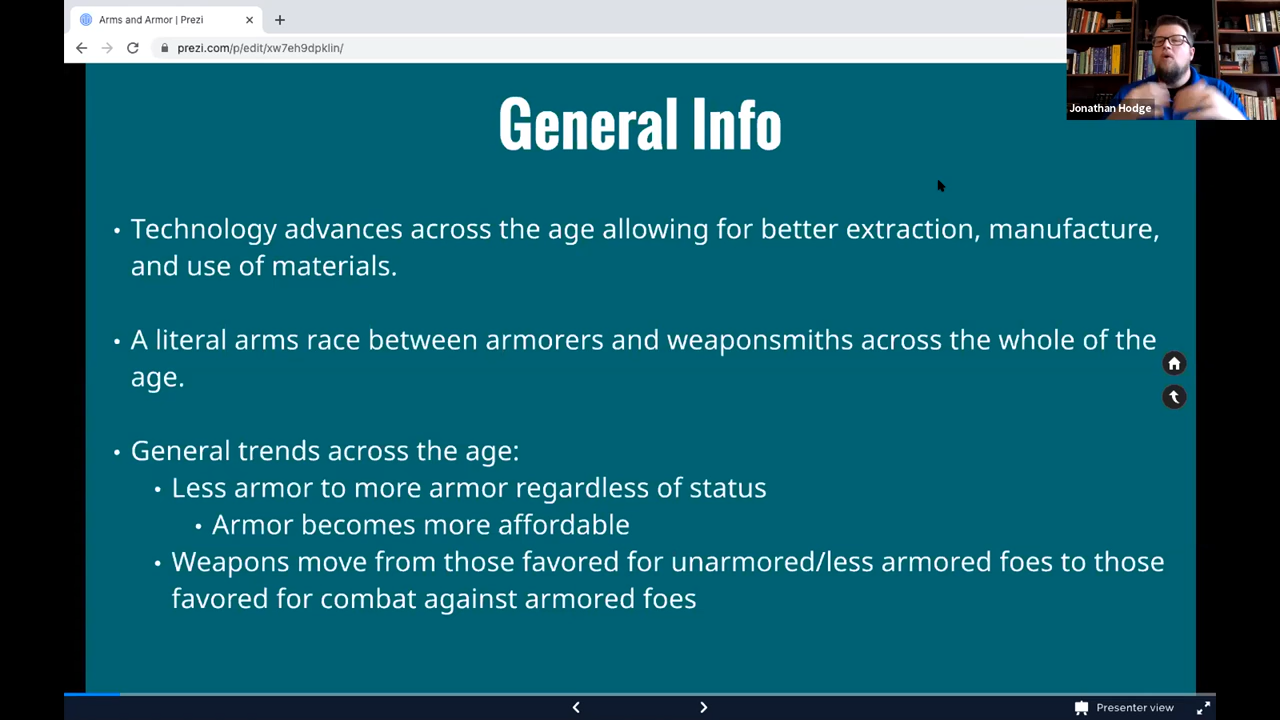 Arms and Armor | Prezi
prezi.com/p/edit/xw7eh9dpklin/
Jonathan Hodge
General Info
• Technology advances across the age allowing for better extraction, manufacture,
and use of materials.
• A literal arms race between armorers and weaponsmiths across the whole of the
age.
• General trends across the age:
• Less armor to more armor regardless of status
• Armor becomes more affordable
• Weapons move from those favored for unarmored/less armored foes to those
favored for combat against armored foes
Presenter view